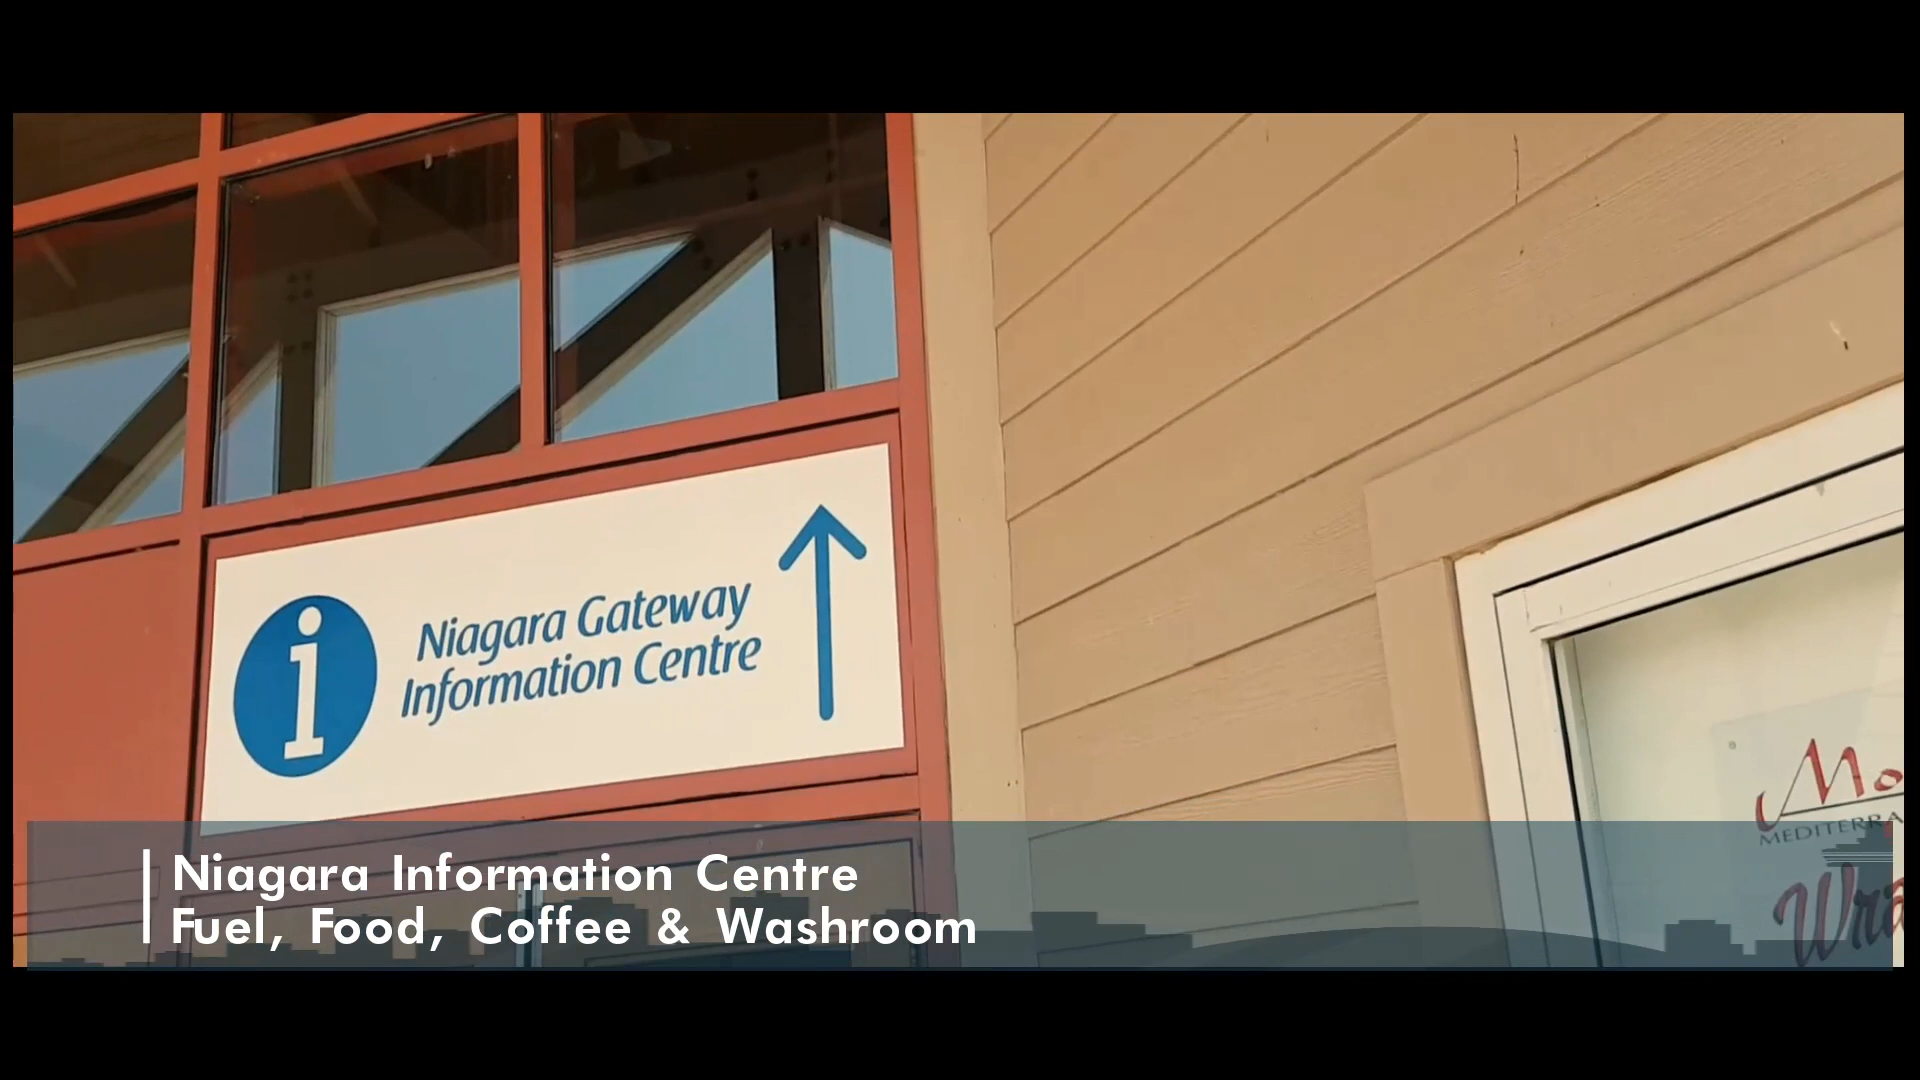 i
Niagara Gateway
Information Centre
Niagara Information Centre
Fuel, Food, Coffee & Washroom